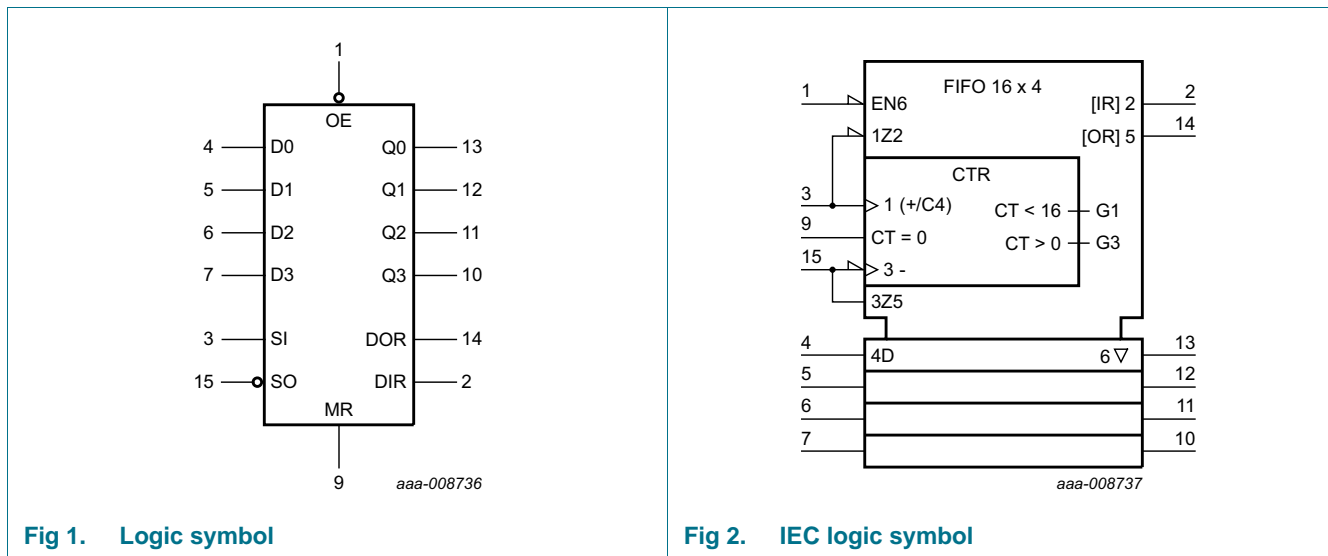 1
OE
4 D0 Q0 13
5 D1 Q1 12
6 D2 Q2 11
7 D3 Q3 10
3 SI DOR 14
15 SO DIR 2
MR
9 aaa-008736
Fig 1. Logic symbol
FIFO 16 x 4
1 EN6 [IR] 2 2
1Z2 [OR] 5 14
CTR
3 1 (+/C4) CT < 16 G1
9 CT = 0 CT > 0 G3
15 3 -
3Z5
4 4D 6 ▽ 13
5 12
6 11
7 10
aaa-008737
Fig 2. IEC logic symbol